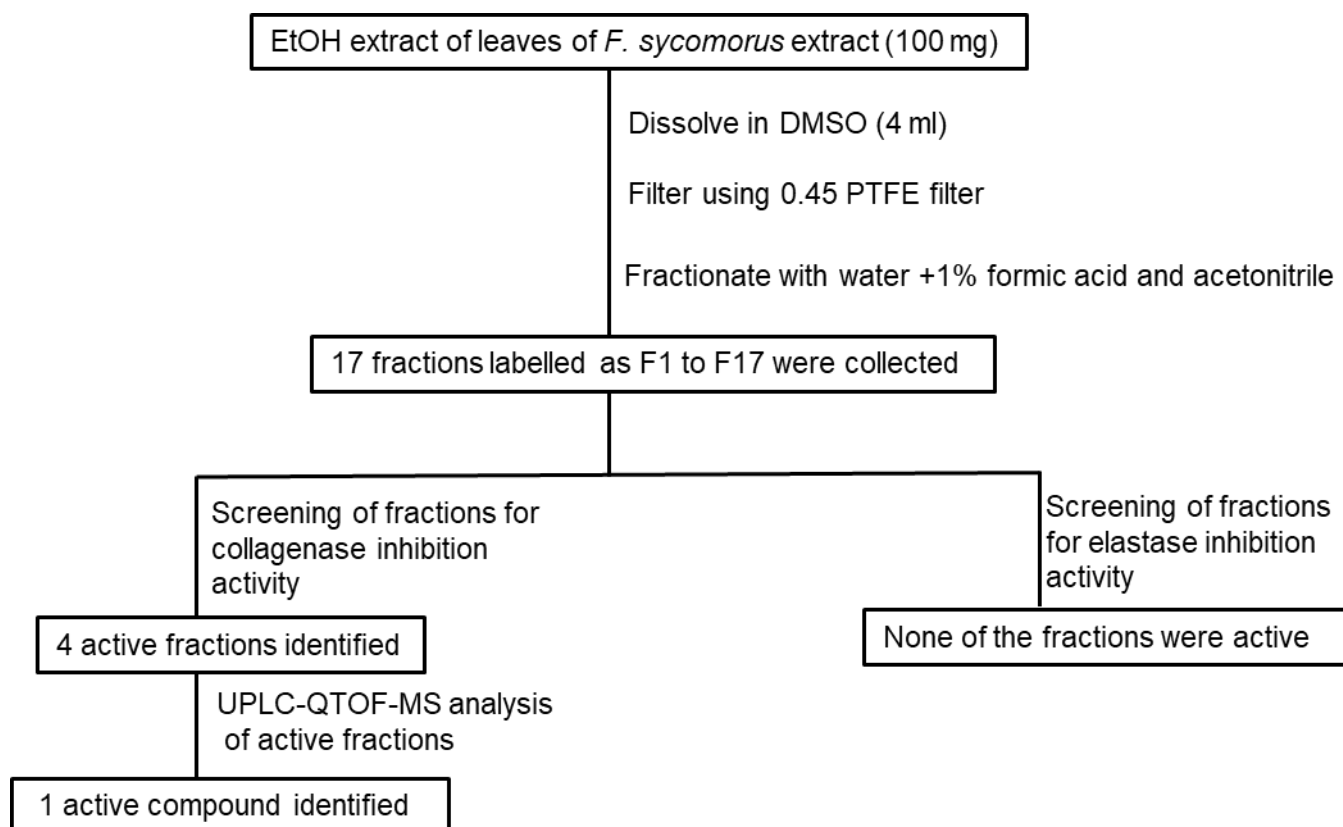 EtOH extract of leaves of F. sycomorus extract (100 mg)
Dissolve in DMSO (4 ml)
Filter using 0.45 PTFE filter
Fractionate with water +1% formic acid and acetonitrile
17 fractions labelled as F1 to F17 were collected
Screening of fractions for
collagenase inhibition
activity
Screening of fractions
for elastase inhibition
activity
4 active fractions identified
None of the fractions were active
UPLC-QTOF-MS analysis
of active fractions
1 active compound identified